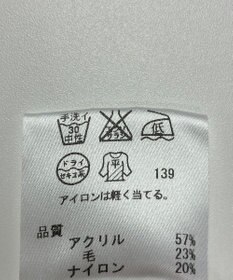 手洗イ
30
中性
エンソ
サラシ
低
ドライ
セキユ系
平
139
アイロンは軽く当てる。
品質
アクリル 57%
毛 23%
ナイロン 20%